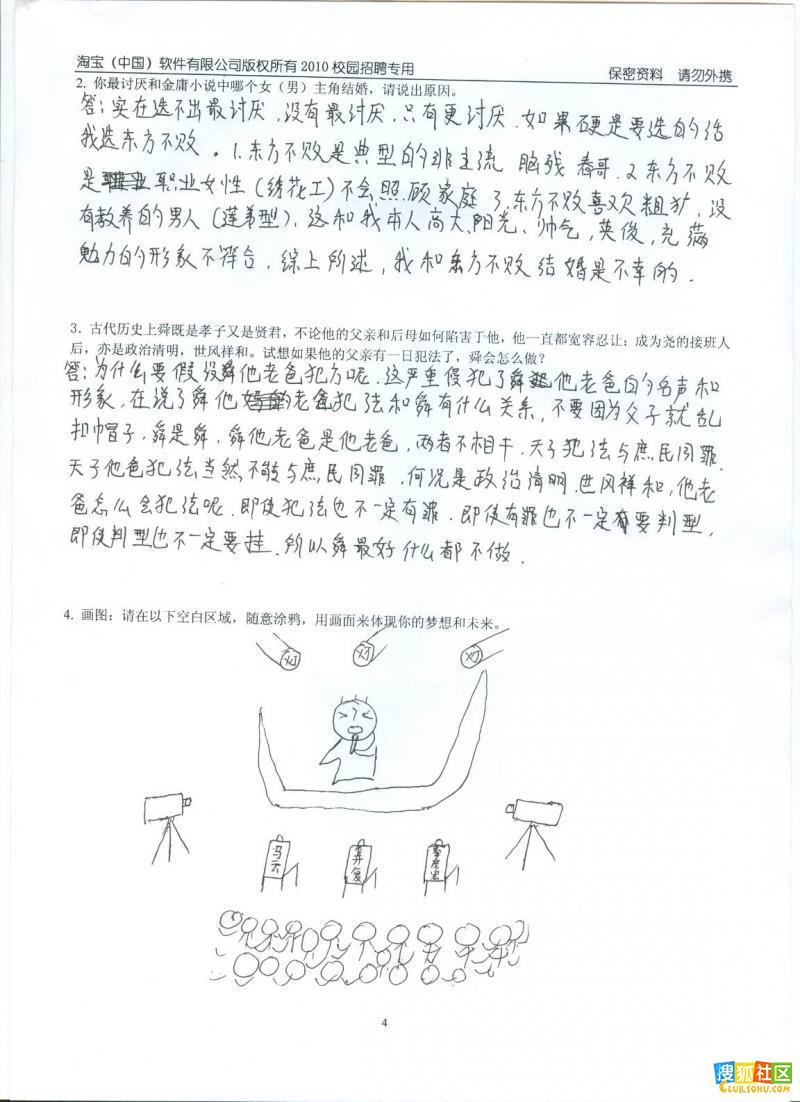 淘宝（中国）软件有限公司版权所有 2010 校园招聘专用
保密资料 请勿外携
2. 你最讨厌和金庸小说中哪个女（男）主角结婚，请说出原因。
答：实在选不出最讨厌，没有最讨厌，只有更讨厌，如果硬是要选的话
我选东方不败。1.东方不败是典型的非主流 脑残 春哥. 2 东方不败
是 职业女性（绣花工）不会照顾家庭 3.东方不败喜欢粗犷，没
有教养的男人（莲弟型），这和我本人高大、阳光、帅气，英俊，充满
魅力的形象不符合，综上所述，我和东方不败结婚是不幸的.
3. 古代历史上舜既是孝子又是贤君，不论他的父亲和后母如何陷害于他，他一直都宽容忍让；成为尧的接班人
后，亦是政治清明，世风祥和。试想如果他的父亲有一日犯法了，舜会怎么做？
答：为什么要假设舜他老爸犯方呢，这严重侵犯了舜他老爸的名声和
形象，在说了舜他老爸犯法和舜有什么关系，不要因为父子就乱
扣帽子，舜是舜，舜他老爸是他老爸，两者不相干，天子犯法与庶民同罪
天子他爸犯法当然不能与庶民同罪，何况是政治清明.世风祥和，他老
爸怎么会犯法呢，即使犯法也不一定有罪，即使有罪也不一定要判型，
即使判型也不一定要挂，所以舜最好什么都不做.
4. 画图：请在以下空白区域，随意涂鸦，用画面来体现你的梦想和未来。
灯 灯 灯
马云
4
搜狐社区
CLUB.SOHU.COM